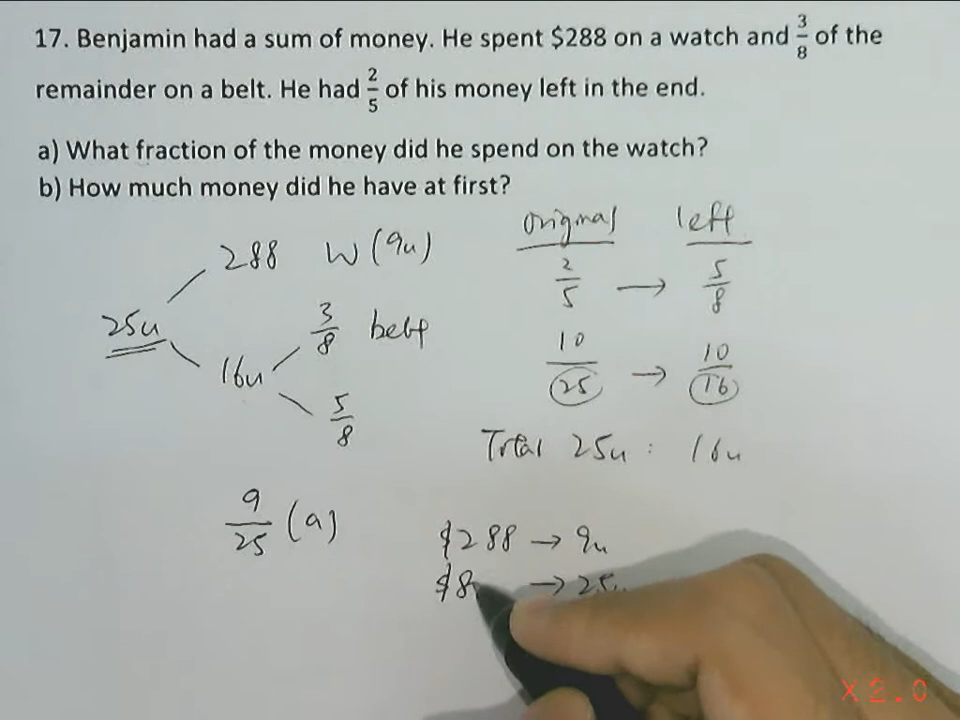 17. Benjamin had a sum of money. He spent $288 on a watch and 3/8 of the
remainder on a belt. He had 2/5 of his money left in the end.
a) What fraction of the money did he spend on the watch?
b) How much money did he have at first?
original left
288 W (9u)
2/5 → 5/8
25u
3/8 belt
16u
10/25 → 10/16
5/8
Total 25u : 16u
9/25 (a)
$288 → 9u
$8 → 25u
X2.0